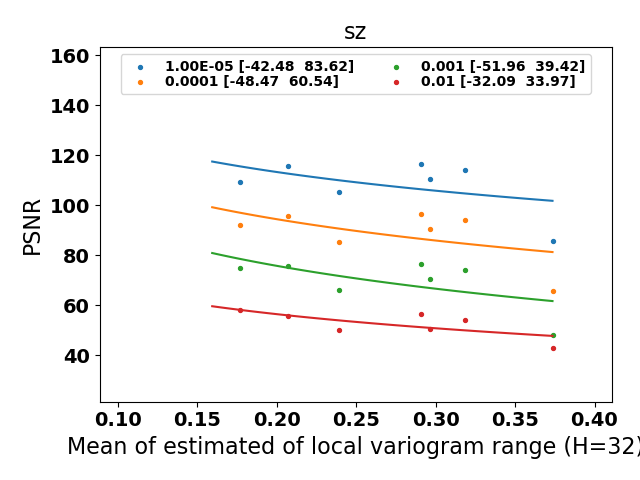 sz
160
140
120
100
80
60
40
PSNR
1.00E-05 [-42.48 83.62]
0.0001 [-48.47 60.54]
0.001 [-51.96 39.42]
0.01 [-32.09 33.97]
0.10 0.15 0.20 0.25 0.30 0.35 0.40
Mean of estimated of local variogram range (H=32)